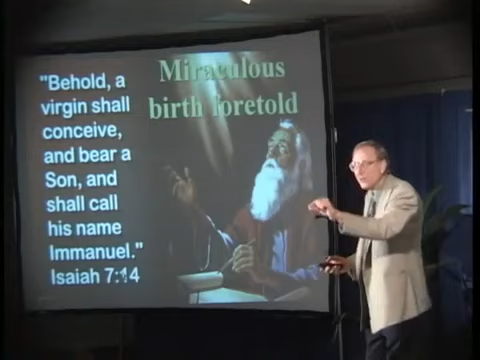 Miraculous
birth foretold
"Behold, a
virgin shall
conceive,
and bear a
Son, and
shall call
his name
Immanuel."
Isaiah 7:14